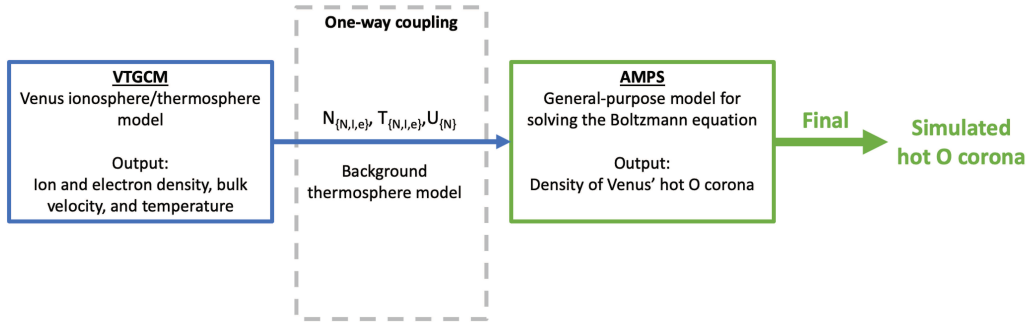 One-way coupling
VTGCM
Venus ionosphere/thermosphere
model
Output:
Ion and electron density, bulk
velocity, and temperature
N{N,I,e}, T{N,I,e},U{N}
Background
thermosphere model
AMPS
General-purpose model for
solving the Boltzmann equation
Output:
Density of Venus’ hot O corona
Final
Simulated
hot O corona